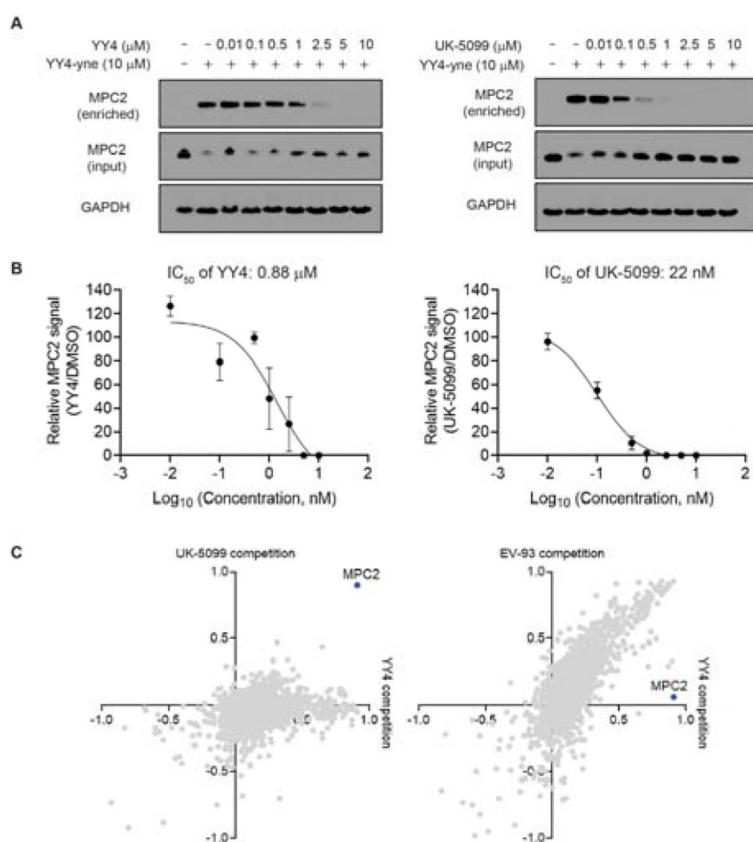 A
YY4 (μM) - - 0.01 0.1 0.5 1 2.5 5 10
YY4-yne (10 μM) - + + + + + + + +
MPC2
(enriched)
MPC2
(input)
GAPDH
UK-5099 (μM) - - 0.01 0.1 0.5 1 2.5 5 10
YY4-yne (10 μM) - + + + + + + + +
MPC2
(enriched)
MPC2
(input)
GAPDH
B
IC50 of YY4: 0.88 μM
Relative MPC2 signal
(YY4/DMSO)
140
120
100
80
60
40
20
0
-3 -2 -1 0 1 2
Log10 (Concentration, nM)
IC50 of UK-5099: 22 nM
Relative MPC2 signal
(UK-5099/DMSO)
140
120
100
80
60
40
20
0
-3 -2 -1 0 1 2
Log10 (Concentration, nM)
C
UK-5099 competition
1.0
MPC2
0.5
-1.0 -0.5 0.5 1.0
-0.5
-1.0
YY4 competition
EV-93 competition
1.0
0.5
MPC2
-1.0 -0.5 0.5 1.0
-0.5
-1.0
YY4 competition